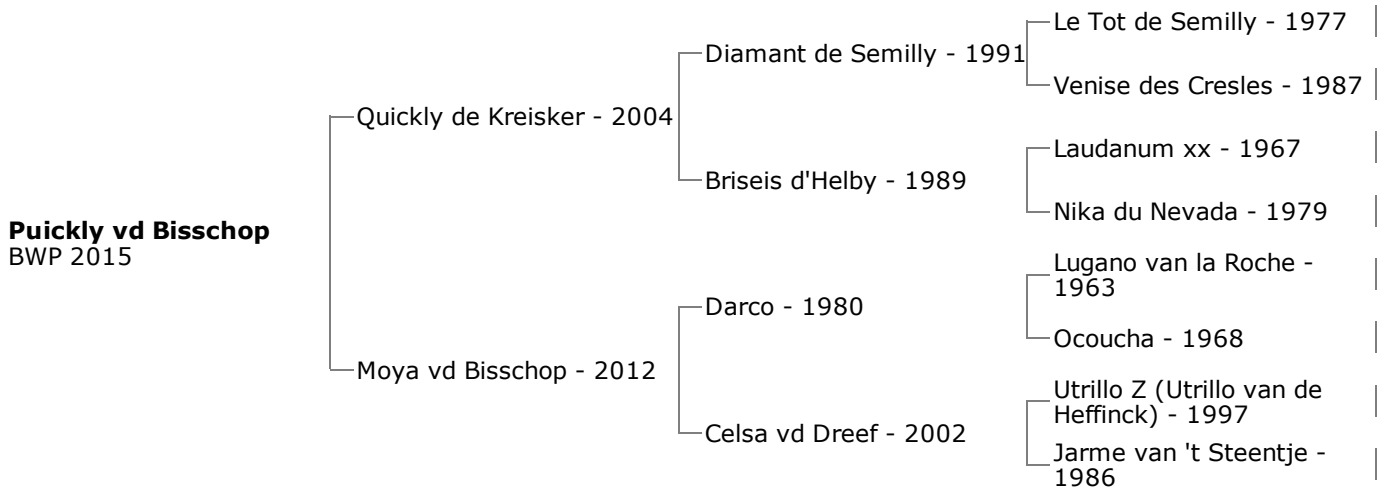 Le Tot de Semilly - 1977
Diamant de Semilly - 1991
Venise des Cresles - 1987
Quickly de Kreisker - 2004
Laudanum xx - 1967
Briseis d'Helby - 1989
Nika du Nevada - 1979
Puickly vd Bisschop
BWP 2015
Lugano van la Roche -
1963
Darco - 1980
Ocoucha - 1968
Moya vd Bisschop - 2012
Utrillo Z (Utrillo van de
Heffinck) - 1997
Celsa vd Dreef - 2002
Jarme van 't Steentje -
1986